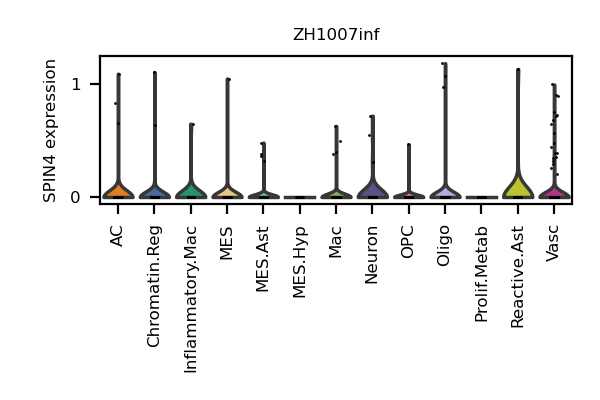 ZH1007inf
SPIN4 expression
1
0
AC
Chromatin.Reg
Inflammatory.Mac
MES
MES.Ast
MES.Hyp
Mac
Neuron
OPC
Oligo
Prolif.Metab
Reactive.Ast
Vasc